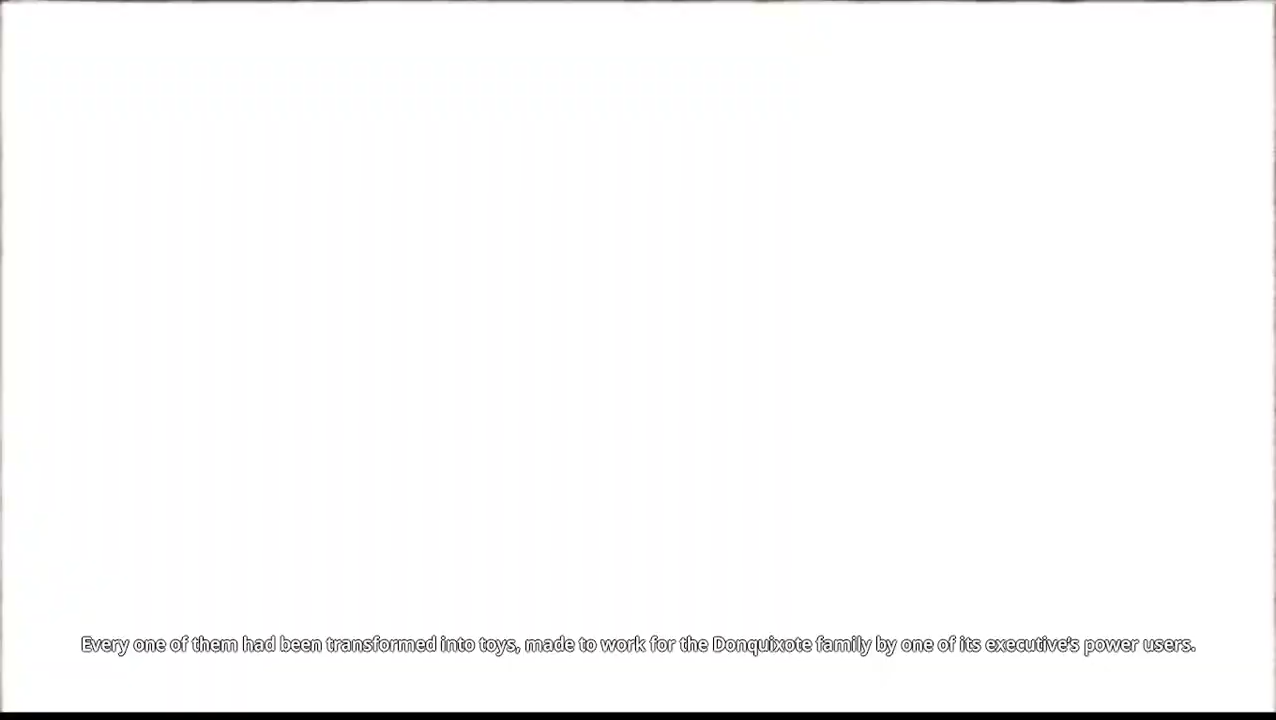 Every one of them had been transformed into toys, made to work for the Donquixote family by one of its executive's power users.